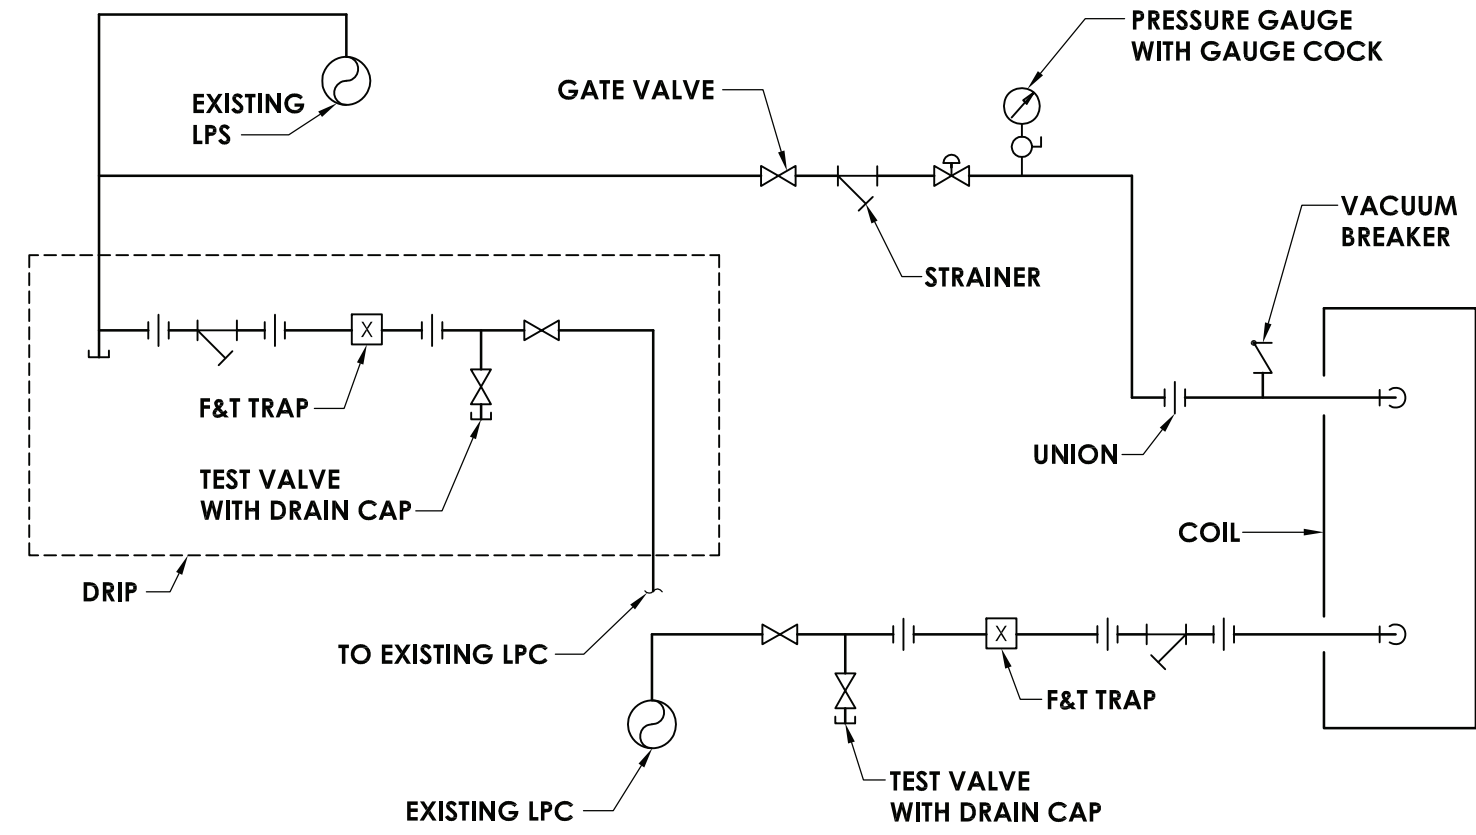 PRESSURE GAUGE
WITH GAUGE COCK
GATE VALVE
EXISTING
LPS
VACUUM
BREAKER
STRAINER
X
F&T TRAP
UNION
TEST VALVE
WITH DRAIN CAP
COIL
DRIP
TO EXISTING LPC
X
F&T TRAP
TEST VALVE
WITH DRAIN CAP
EXISTING LPC